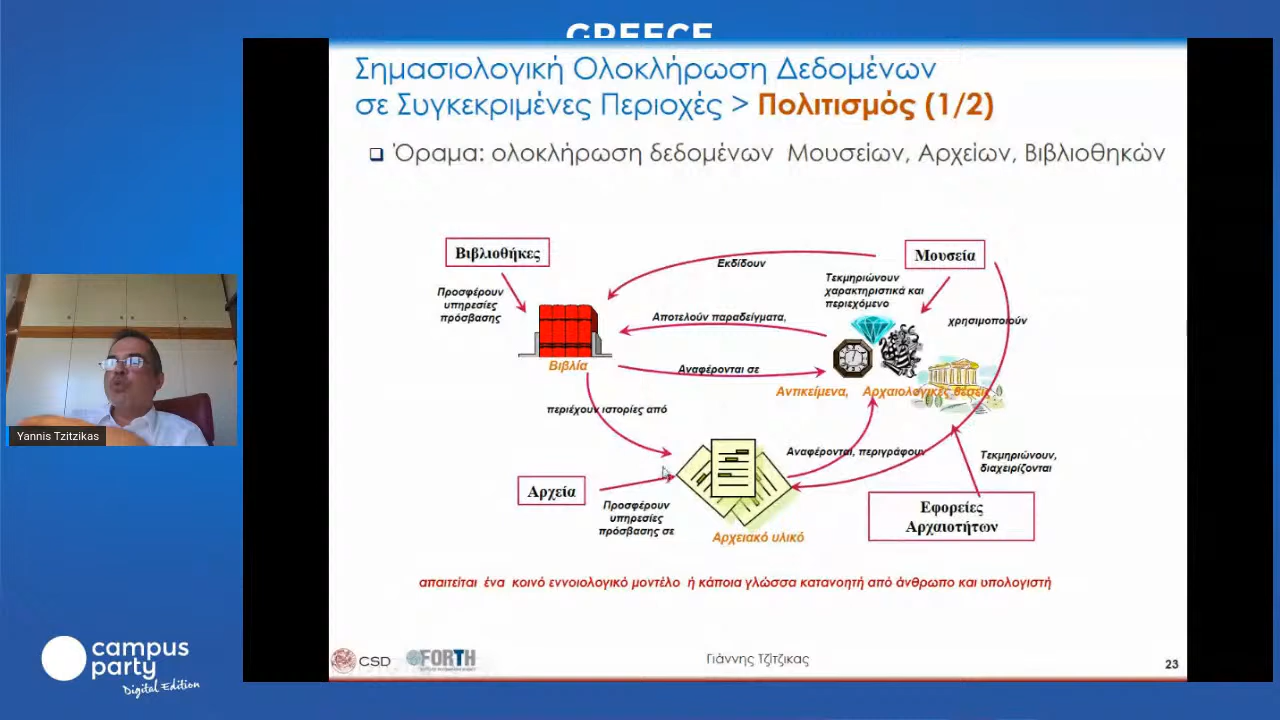 GREECE
Σημασιολογική Ολοκλήρωση Δεδομένων
σε Συγκεκριμένες Περιοχές > Πολιτισμός (1/2)
Όραμα: ολοκλήρωση δεδομένων Μουσείων, Αρχείων, Βιβλιοθηκών
Βιβλιοθήκες
Μουσεία
Εκδίδουν
Προσφέρουν
υπηρεσίες
πρόσβασης
Τεκμηριώνουν
χαρακτηριστικά και
περιεχόμενο
Αποτελούν παραδείγματα,
χρησιμοποιούν
Βιβλία
Αναφέρονται σε
Αντικείμενα, Αρχαιολογικές θέσεις
περιέχουν ιστορίες από
Αναφέρονται, περιγράφουν
Τεκμηριώνουν,
διαχειρίζονται
Αρχεία
Προσφέρουν
υπηρεσίες
πρόσβασης σε
Εφορείες
Αρχαιοτήτων
Αρχειακό υλικό
απαιτείται ένα κοινό εννοιολογικό μοντέλο ή κάποια γλώσσα κατανοητή από άνθρωπο και υπολογιστή
CSD
FORTH
Γιάννης Τζίτζικας
23
Yannis Tzitzikas
campus
party
Digital Edition